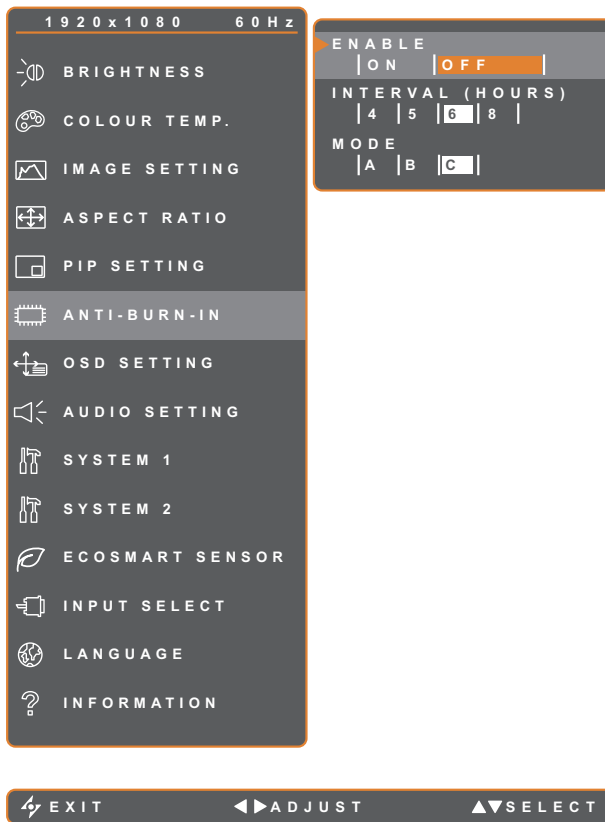 1920x1080 60Hz
BRIGHTNESS
COLOUR TEMP.
IMAGE SETTING
ASPECT RATIO
PIP SETTING
ANTI-BURN-IN
OSD SETTING
AUDIO SETTING
SYSTEM 1
SYSTEM 2
ECOSMART SENSOR
INPUT SELECT
LANGUAGE
INFORMATION
ENABLE
ON OFF
INTERVAL (HOURS)
4 5 6 8
MODE
A B C
EXIT ADJUST SELECT